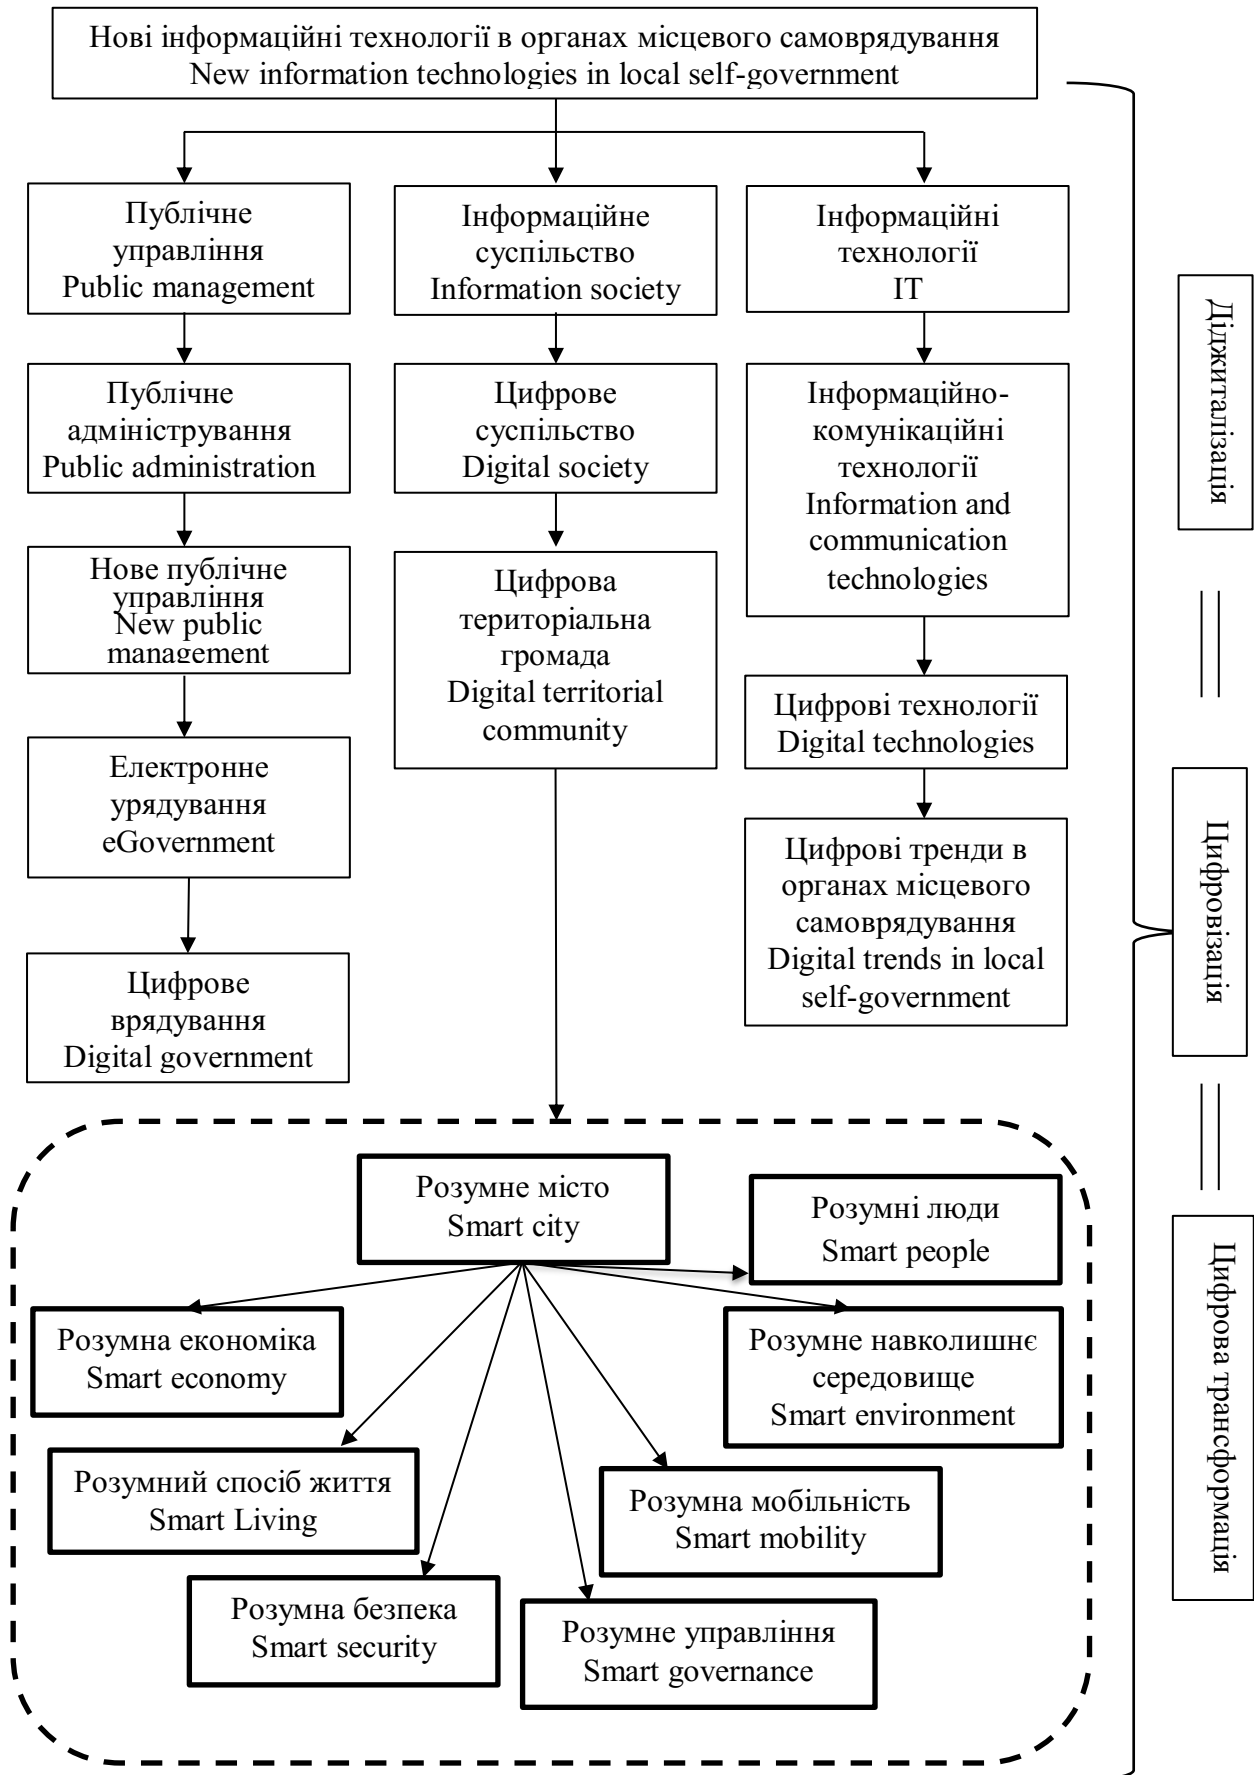 Нові інформаційні технології в органах місцевого самоврядування
New information technologies in local self-government
Публічне
управління
Public management
Інформаційне
суспільство
Information society
Інформаційні
технології
IT
Публічне
адміністрування
Public administration
Цифрове
суспільство
Digital society
Інформаційно-
комунікаційні
технології
Information and
communication
technologies
Нове публічне
управління
New public
management
Цифрова
територіальна
громада
Digital territorial
community
Цифрові технології
Digital technologies
Електронне
урядування
eGovernment
Цифрові тренди в
органах місцевого
самоврядування
Digital trends in local
self-government
Цифрове
врядування
Digital government
Розумне місто
Smart city
Розумні люди
Smart people
Розумна економіка
Smart economy
Розумне навколишнє
середовище
Smart environment
Розумний спосіб життя
Smart Living
Розумна мобільність
Smart mobility
Розумна безпека
Smart security
Розумне управління
Smart governance
Діджиталізація
Цифровізація
Цифрова трансформація